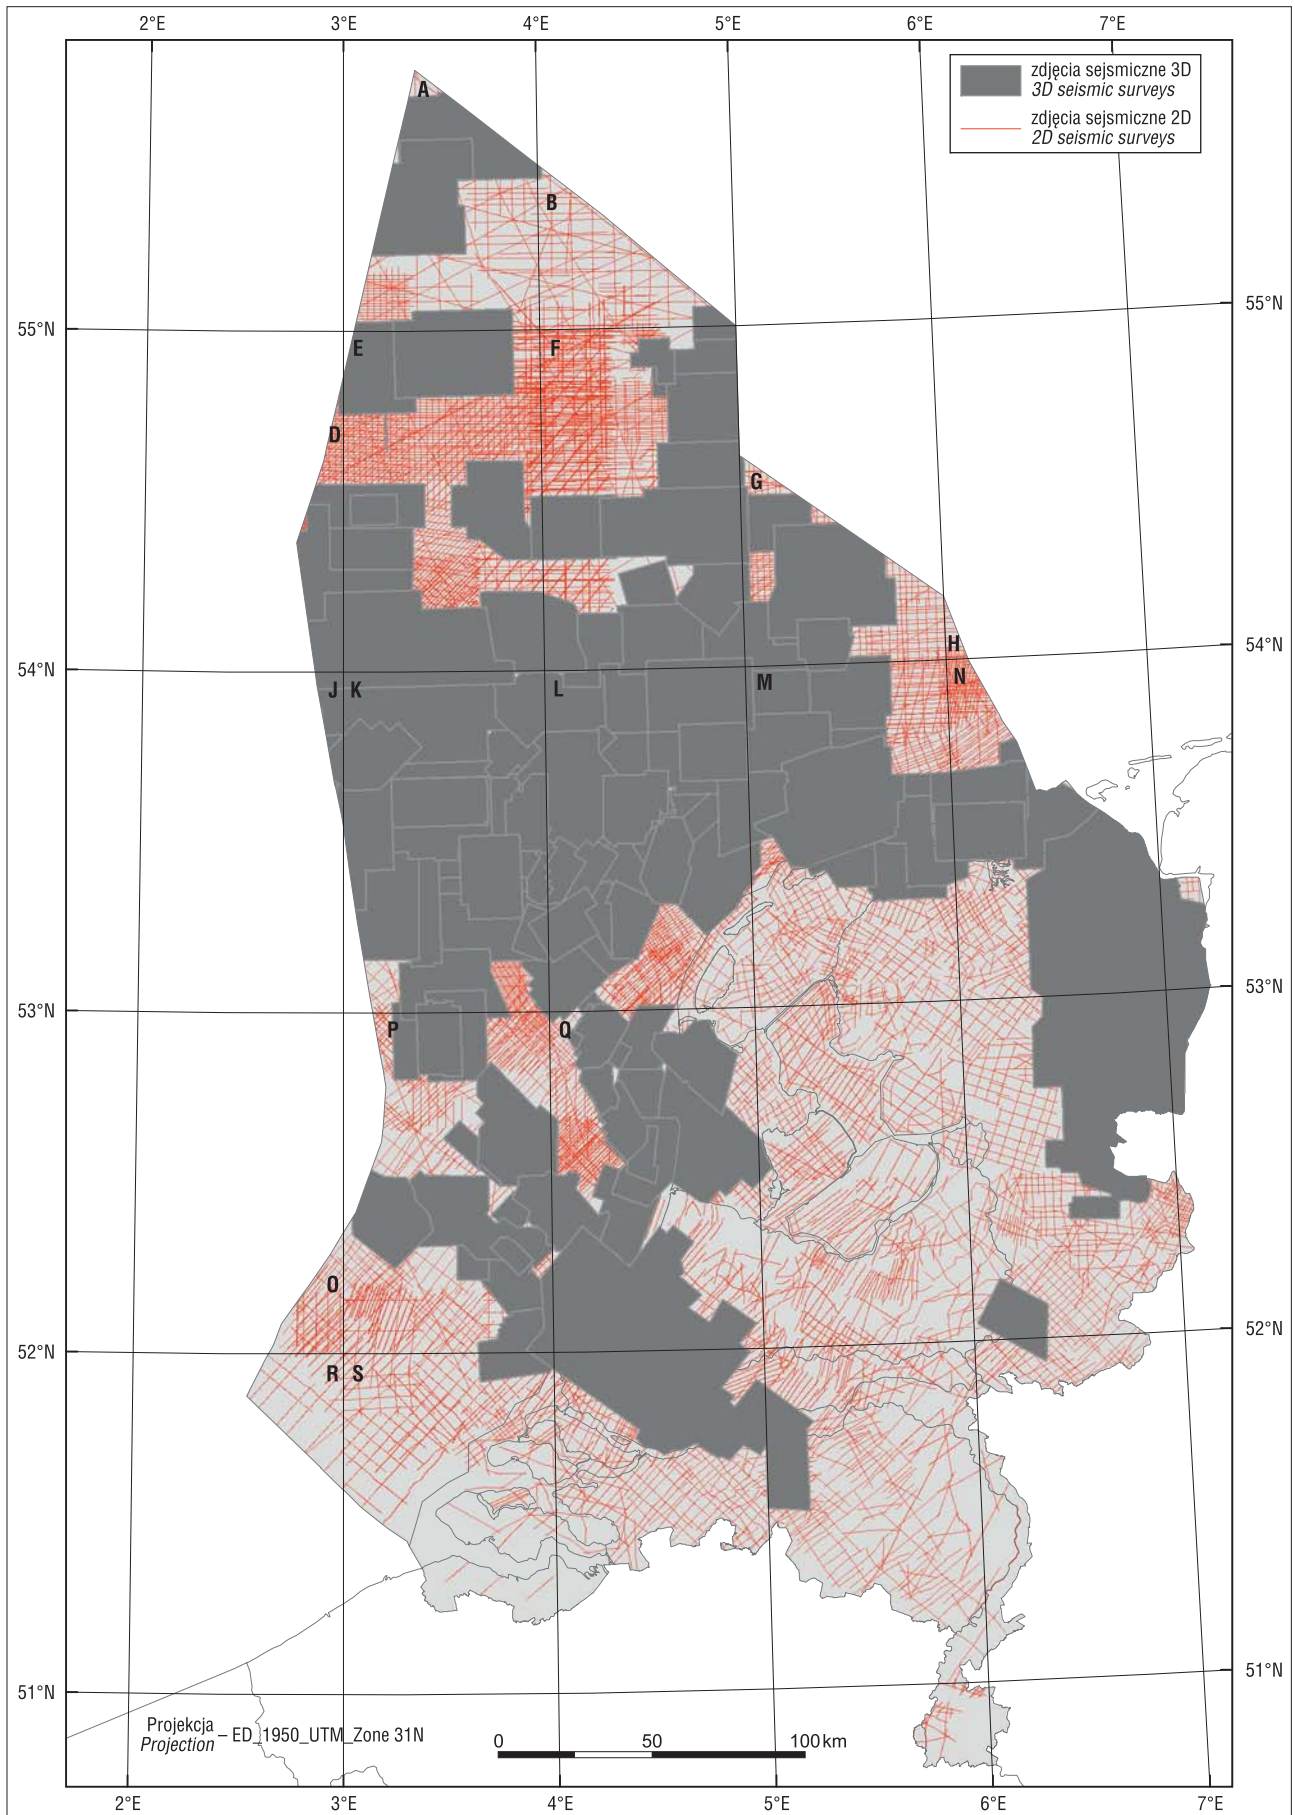 2°E 3°E 4°E 5°E 6°E 7°E
zdjęcia sejsmiczne 3D
3D seismic surveys
zdjęcia sejsmiczne 2D
2D seismic surveys
A
B
55°N 55°N
E F
D
G
H
54°N 54°N
J K L M N
53°N 53°N
P Q
O
52°N 52°N
R S
51°N 51°N
Projekcja
Projection – ED_1950_UTM_Zone 31N
0 50 100 km
2°E 3°E 4°E 5°E 6°E 7°E